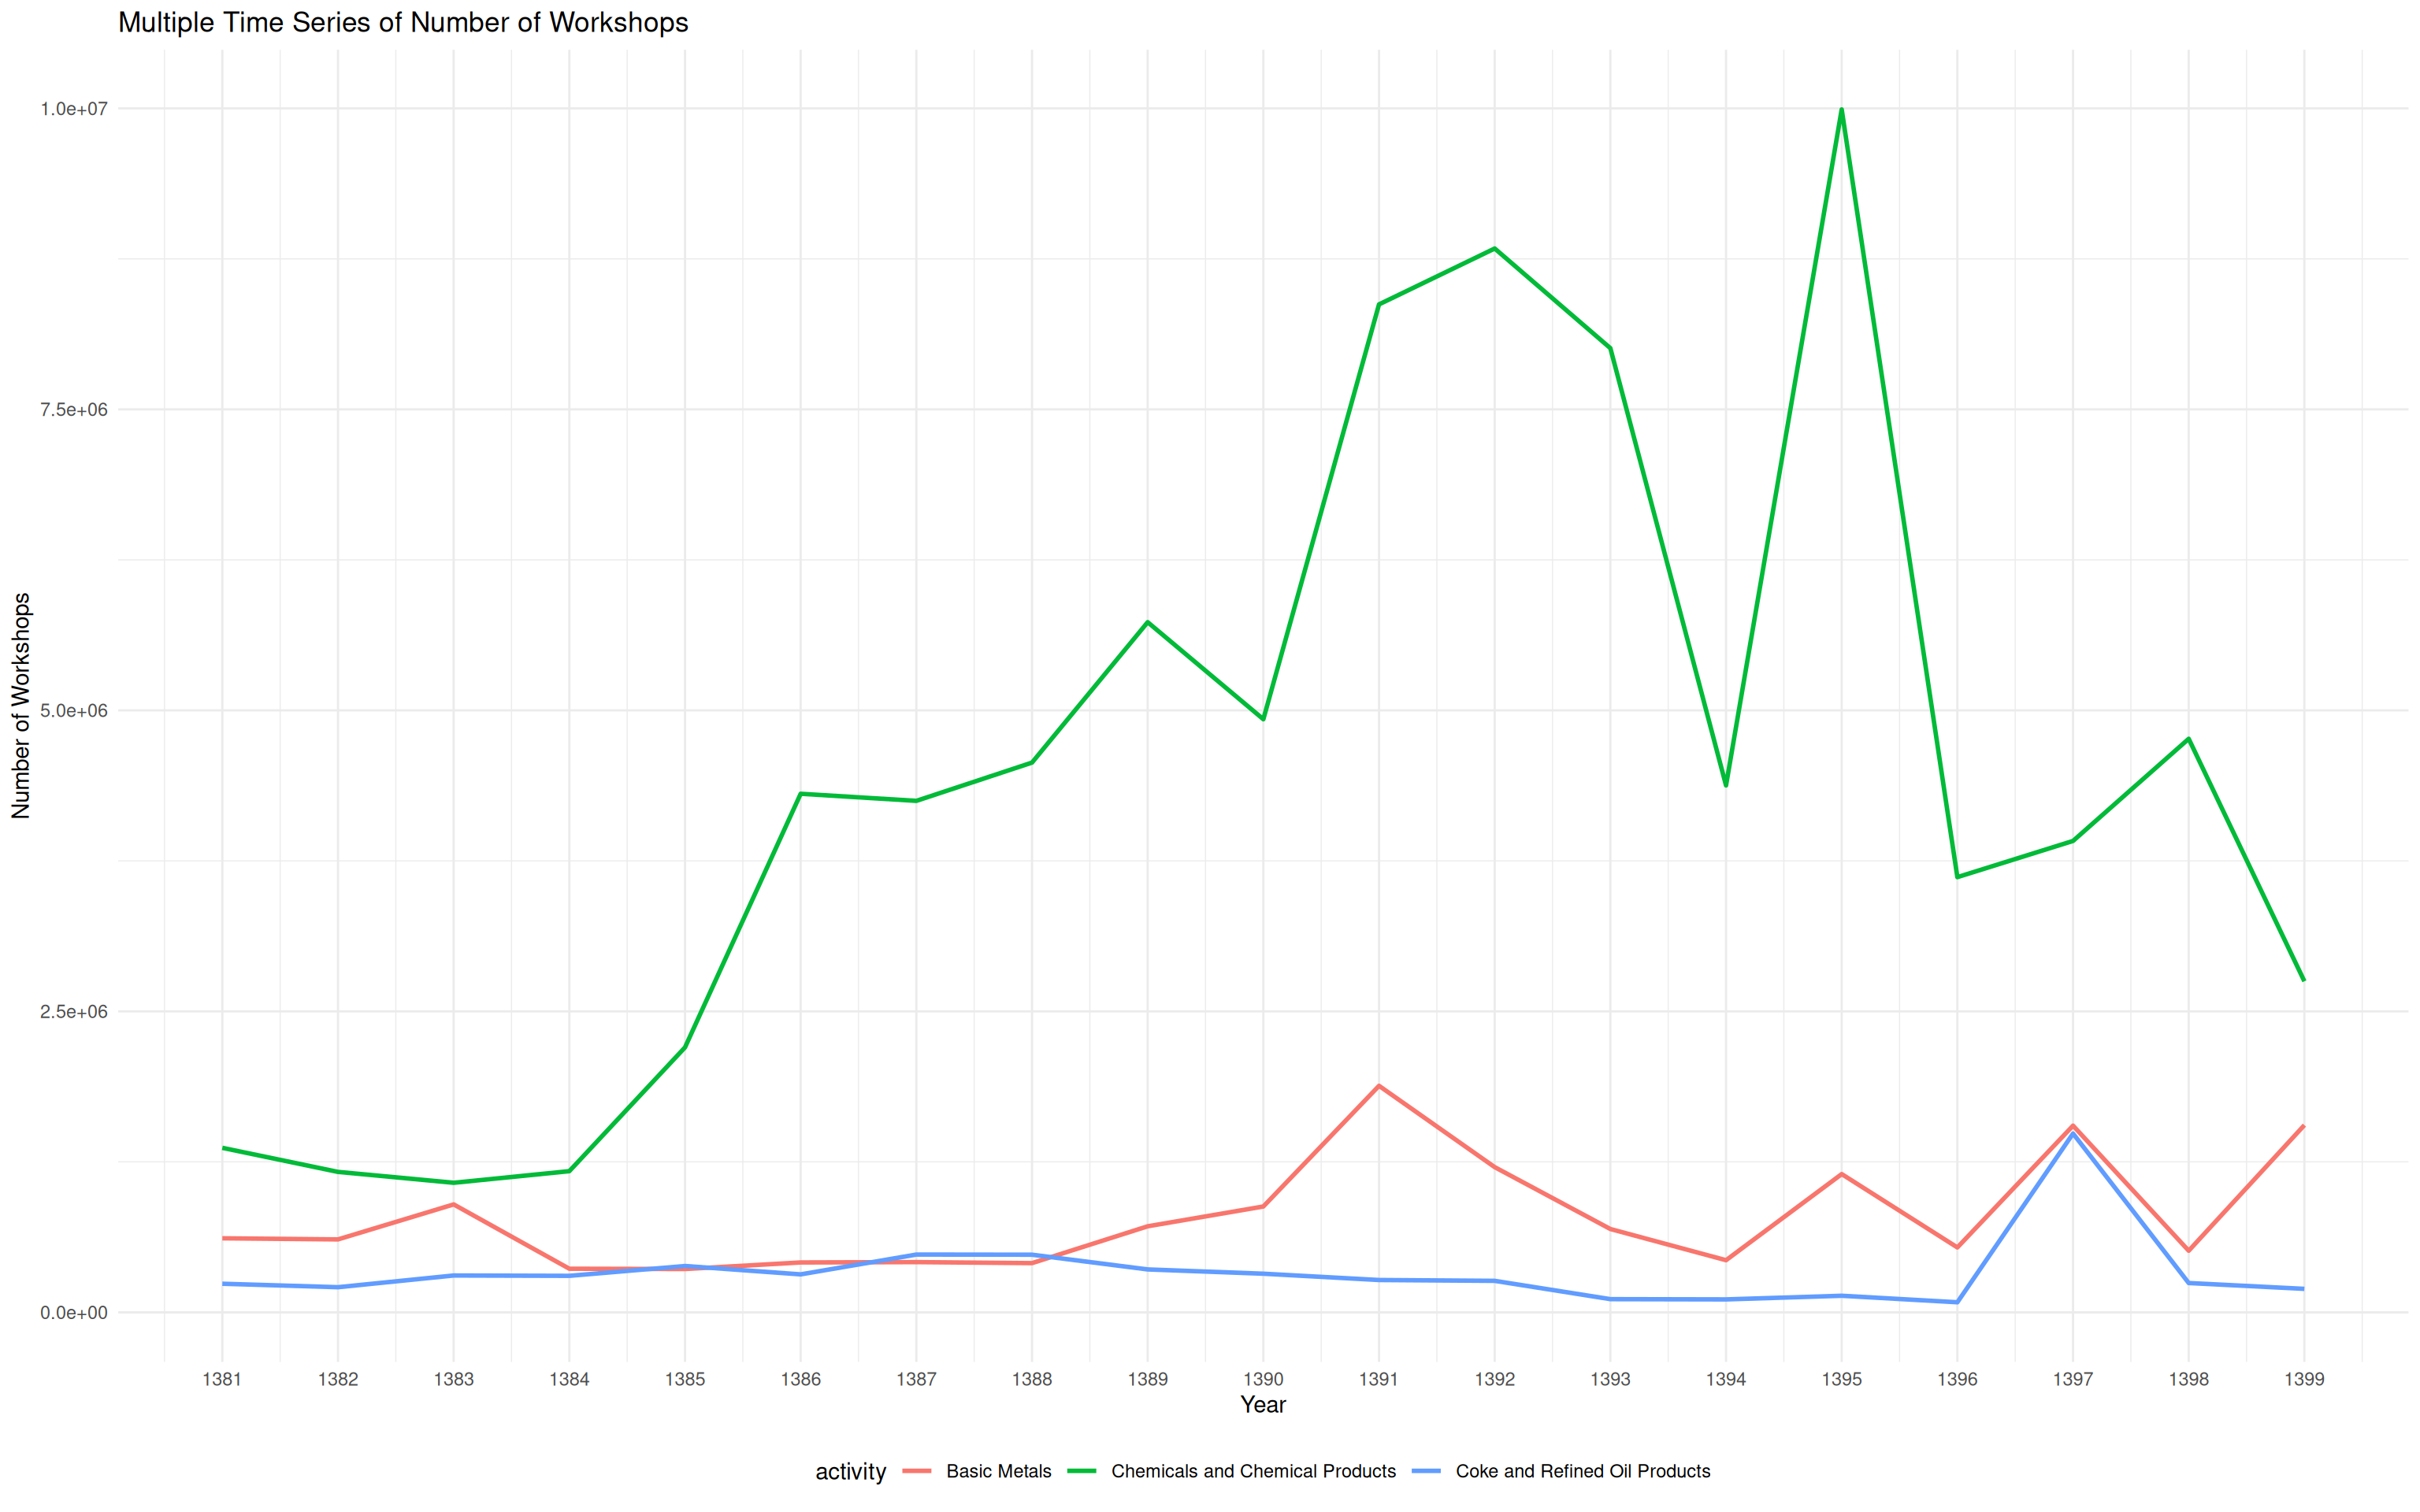 Multiple Time Series of Number of Workshops
1.0e+07
7.5e+06
5.0e+06
2.5e+06
0.0e+00
Number of Workshops
1381 1382 1383 1384 1385 1386 1387 1388 1389 1390 1391 1392 1393 1394 1395 1396 1397 1398 1399
Year
activity Basic Metals Chemicals and Chemical Products Coke and Refined Oil Products